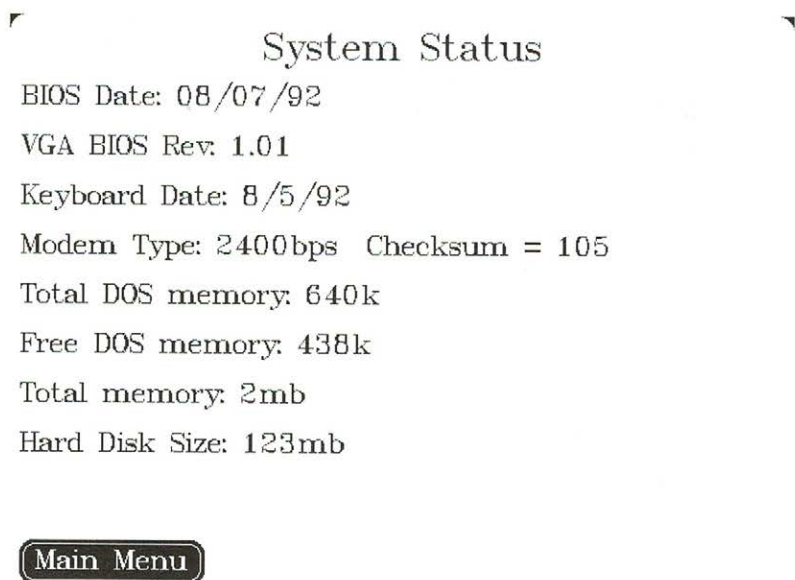 System Status
BIOS Date: 08/07/92
VGA BIOS Rev: 1.01
Keyboard Date: 8/5/92
Modem Type: 2400bps Checksum = 105
Total DOS memory: 640k
Free DOS memory: 438k
Total memory: 2mb
Hard Disk Size: 123mb
Main Menu